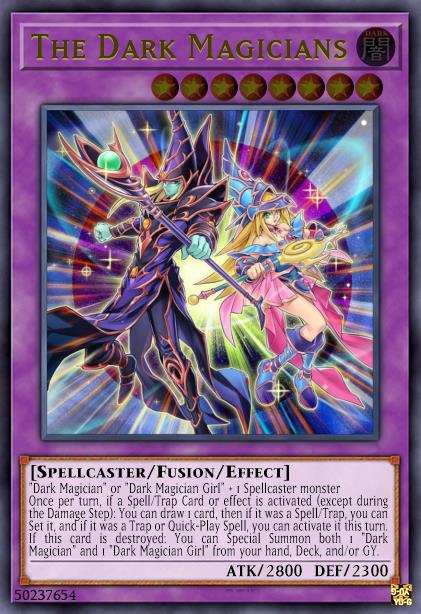 THE DARK MAGICIANS
DARK
闇
[SPELLCASTER/FUSION/EFFECT]
"Dark Magician" or "Dark Magician Girl" + 1 Spellcaster monster
Once per turn, if a Spell/Trap Card or effect is activated (except during
the Damage Step): You can draw 1 card, then if it was a Spell/Trap, you can
Set it, and if it was a Trap or Quick-Play Spell, you can activate it this turn.
If this card is destroyed: You can Special Summon both 1 "Dark
Magician" and 1 "Dark Magician Girl" from your hand, Deck, and/or GY.
ATK/2800 DEF/2300
50237654